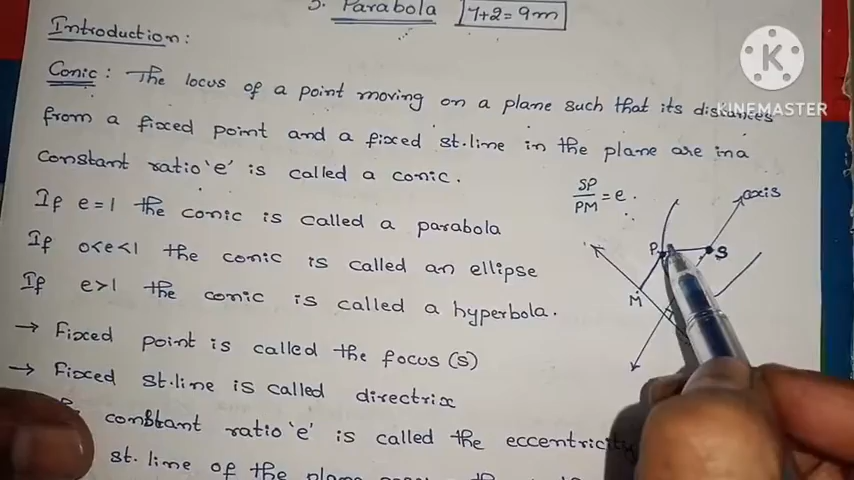 3. Parabola 7+2=9m
Introduction:
Conic: The locus of a point moving on a plane such that its distances
from a fixed point and a fixed st.line in the plane are in a
constant ratio 'e' is called a conic.
SP/PM = e.
axis
If e=1 the conic is called a parabola
If 0<e<1 the conic is called an ellipse
P S
If e>1 the conic is called a hyperbola.
M
→ Fixed point is called the focus (S)
→ Fixed st.line is called directrix
constant ratio 'e' is called the eccentricity
st.line of the plane
K
KINEMASTER